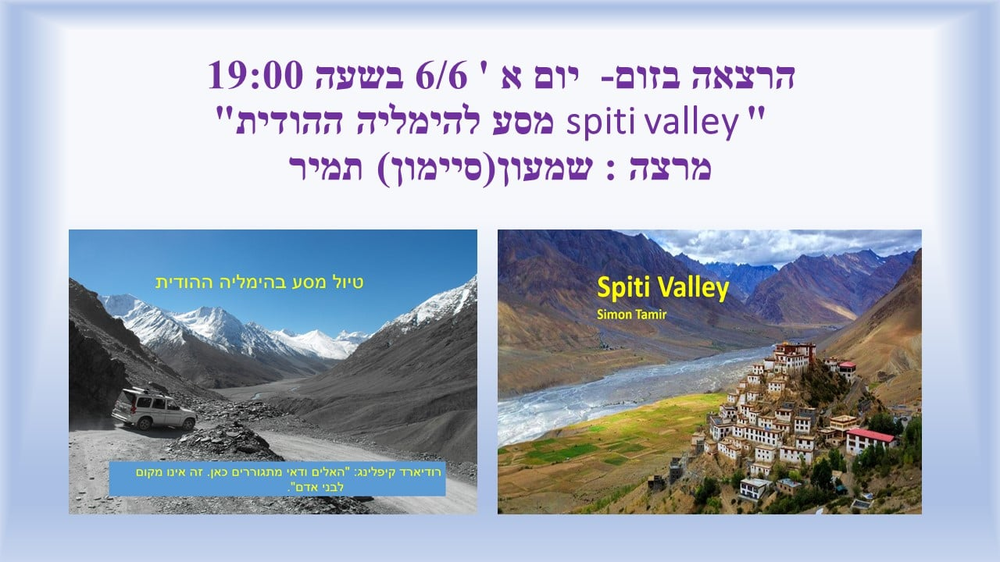 הרצאה בזום- יום א ' 6/6 בשעה 19:00
" spiti valley מסע להימליה ההודית"
מרצה : שמעון(סיימון) תמיר
טיול מסע בהימליה ההודית
רודיארד קיפלינג: "האלים ודאי מתגוררים כאן. זה אינו מקום
לבני אדם".
Spiti Valley
Simon Tamir